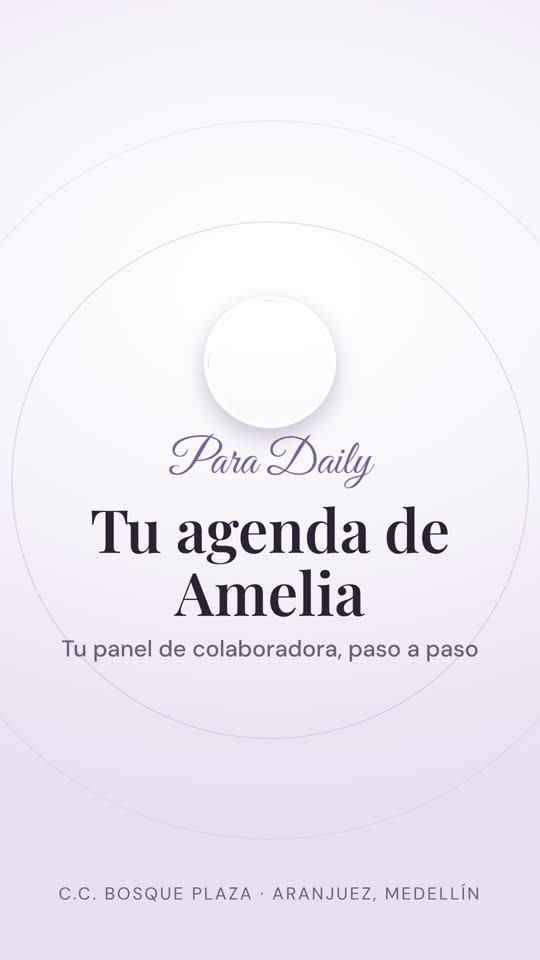 Para Daily
Tu agenda de
Amelia
Tu panel de colaboradora, paso a paso
C.C. BOSQUE PLAZA · ARANJUEZ, MEDELLÍN